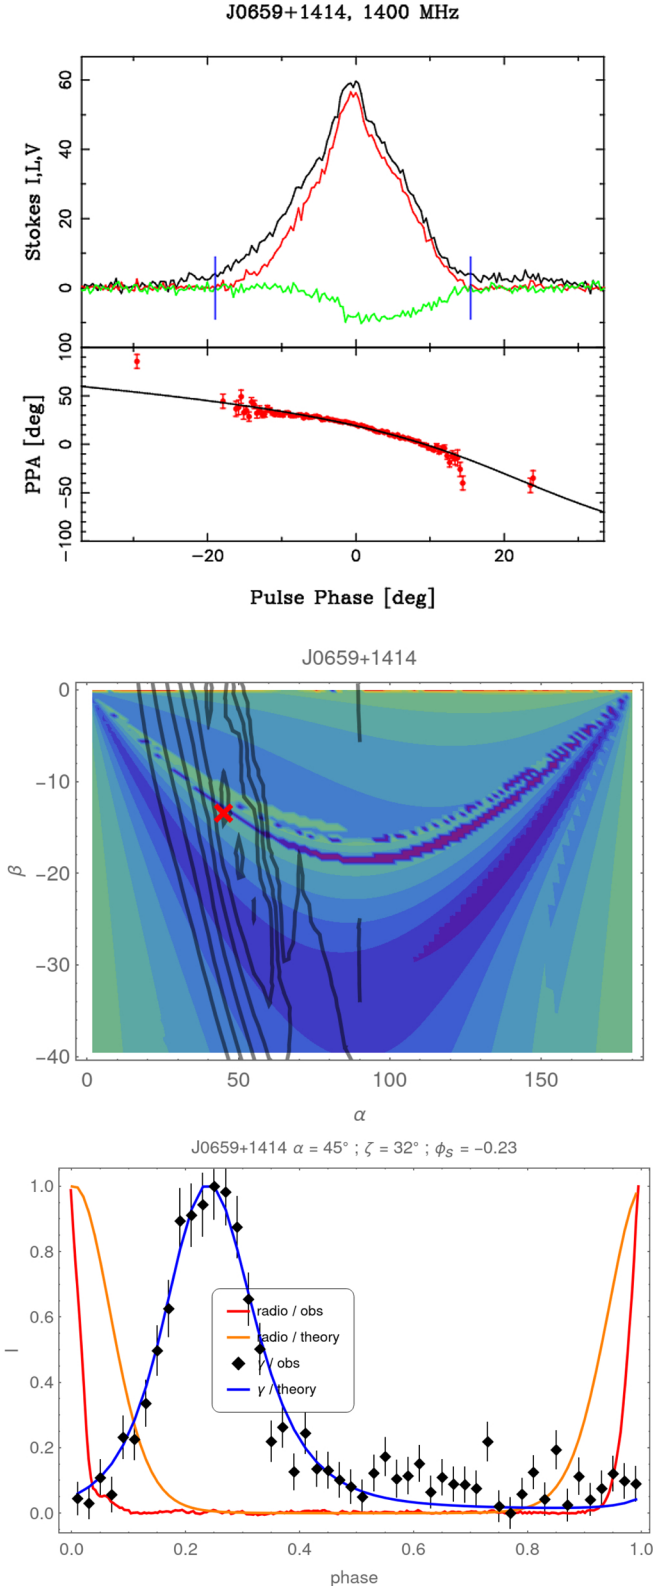 J0659+1414, 1400 MHz
60
40
20
0
Stokes I,L,V
100
50
0
−50
−100
PPA [deg]
−20 0 20
Pulse Phase [deg]
J0659+1414
0
−10
−20
−30
−40
β
0 50 100 150
α
J0659+1414 α = 45° ; ζ = 32° ; ϕs = −0.23
1.0
0.8
0.6
0.4
0.2
0.0
I
radio / obs
radio / theory
γ / obs
γ / theory
0.0 0.2 0.4 0.6 0.8 1.0
phase